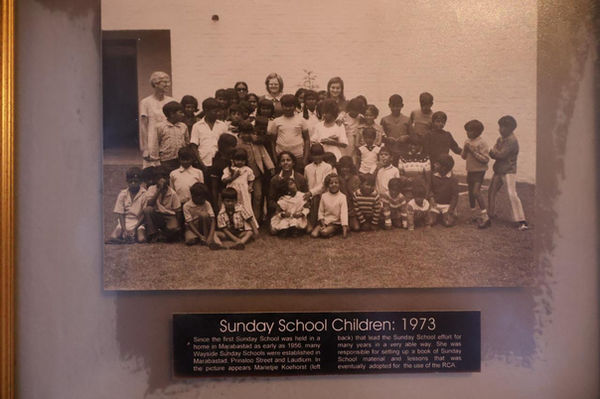 Sunday School Children: 1973
Since the first Sunday School was held in a
home in Marabastad as early as 1956, many
Wayside Sunday Schools were established in
Marabastad, Prinsloo Street and Laudium. In
the picture appears Marietjie Koehorst (left
back) that lead the Sunday School effort for
many years in a very able way. She was
responsible for setting up a book of Sunday
School material and lessons that was
eventually adopted for the use of the RCA.